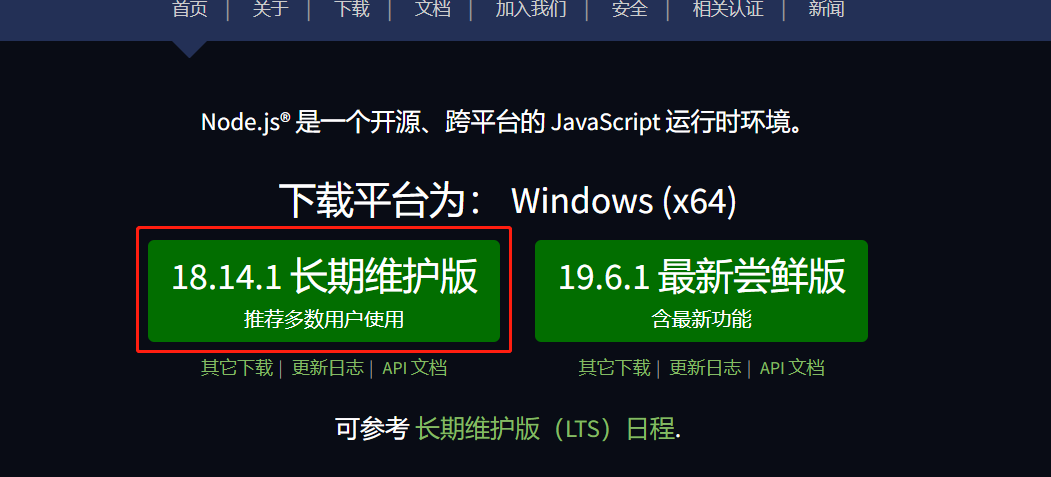 首页 | 关于 | 下载 | 文档 | 加入我们 | 安全 | 相关认证 | 新闻
Node.js® 是一个开源、跨平台的 JavaScript 运行时环境。
下载平台为： Windows (x64)
18.14.1 长期维护版
推荐多数用户使用
19.6.1 最新尝鲜版
含最新功能
其它下载 | 更新日志 | API 文档
其它下载 | 更新日志 | API 文档
可参考 长期维护版（LTS）日程.